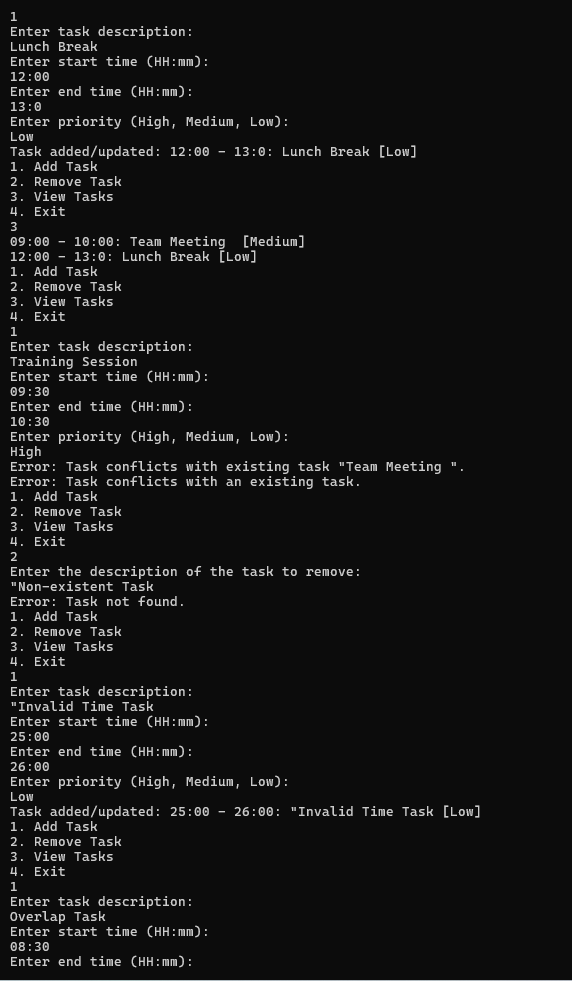 1
Enter task description:
Lunch Break
Enter start time (HH:mm):
12:00
Enter end time (HH:mm):
13:0
Enter priority (High, Medium, Low):
Low
Task added/updated: 12:00 - 13:0: Lunch Break [Low]
1. Add Task
2. Remove Task
3. View Tasks
4. Exit
3
09:00 - 10:00: Team Meeting  [Medium]
12:00 - 13:0: Lunch Break [Low]
1. Add Task
2. Remove Task
3. View Tasks
4. Exit
1
Enter task description:
Training Session
Enter start time (HH:mm):
09:30
Enter end time (HH:mm):
10:30
Enter priority (High, Medium, Low):
High
Error: Task conflicts with existing task "Team Meeting ".
Error: Task conflicts with an existing task.
1. Add Task
2. Remove Task
3. View Tasks
4. Exit
2
Enter the description of the task to remove:
"Non-existent Task
Error: Task not found.
1. Add Task
2. Remove Task
3. View Tasks
4. Exit
1
Enter task description:
"Invalid Time Task
Enter start time (HH:mm):
25:00
Enter end time (HH:mm):
26:00
Enter priority (High, Medium, Low):
Low
Task added/updated: 25:00 - 26:00: "Invalid Time Task [Low]
1. Add Task
2. Remove Task
3. View Tasks
4. Exit
1
Enter task description:
Overlap Task
Enter start time (HH:mm):
08:30
Enter end time (HH:mm):